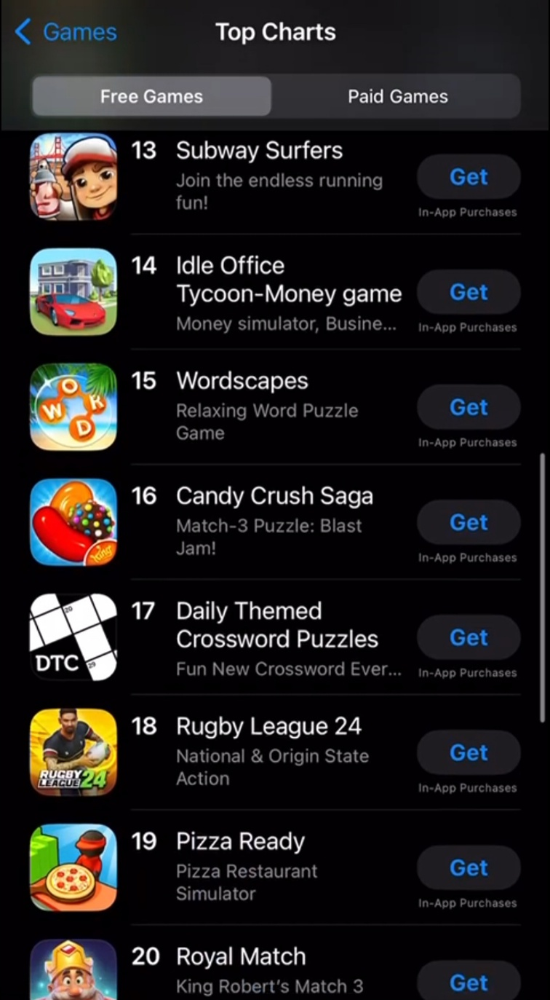 Games
Top Charts
Free Games
Paid Games
13 Subway Surfers
Join the endless running
fun!
Get
In-App Purchases
14 Idle Office
Tycoon-Money game
Money simulator, Busine...
Get
In-App Purchases
WORD
15 Wordscapes
Relaxing Word Puzzle
Game
Get
In-App Purchases
King
16 Candy Crush Saga
Match-3 Puzzle: Blast
Jam!
Get
In-App Purchases
20
DTC
29
17 Daily Themed
Crossword Puzzles
Fun New Crossword Ever...
Get
In-App Purchases
RUGBY
LEAGUE 24
18 Rugby League 24
National & Origin State
Action
Get
In-App Purchases
19 Pizza Ready
Pizza Restaurant
Simulator
Get
In-App Purchases
20 Royal Match
King Robert's Match 3
Get